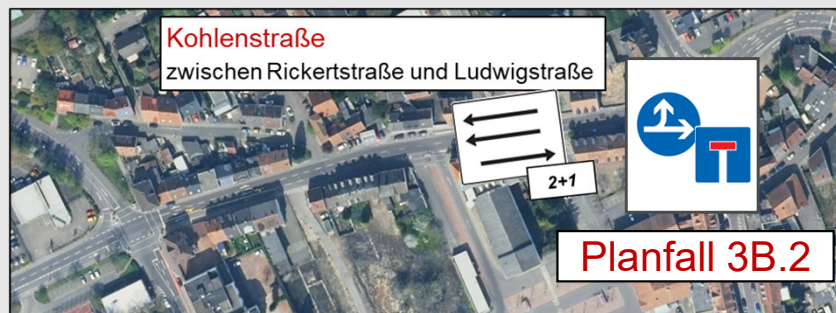 Kohlenstraße
zwischen Rickertstraße und Ludwigstraße
2+1
Planfall 3B.2